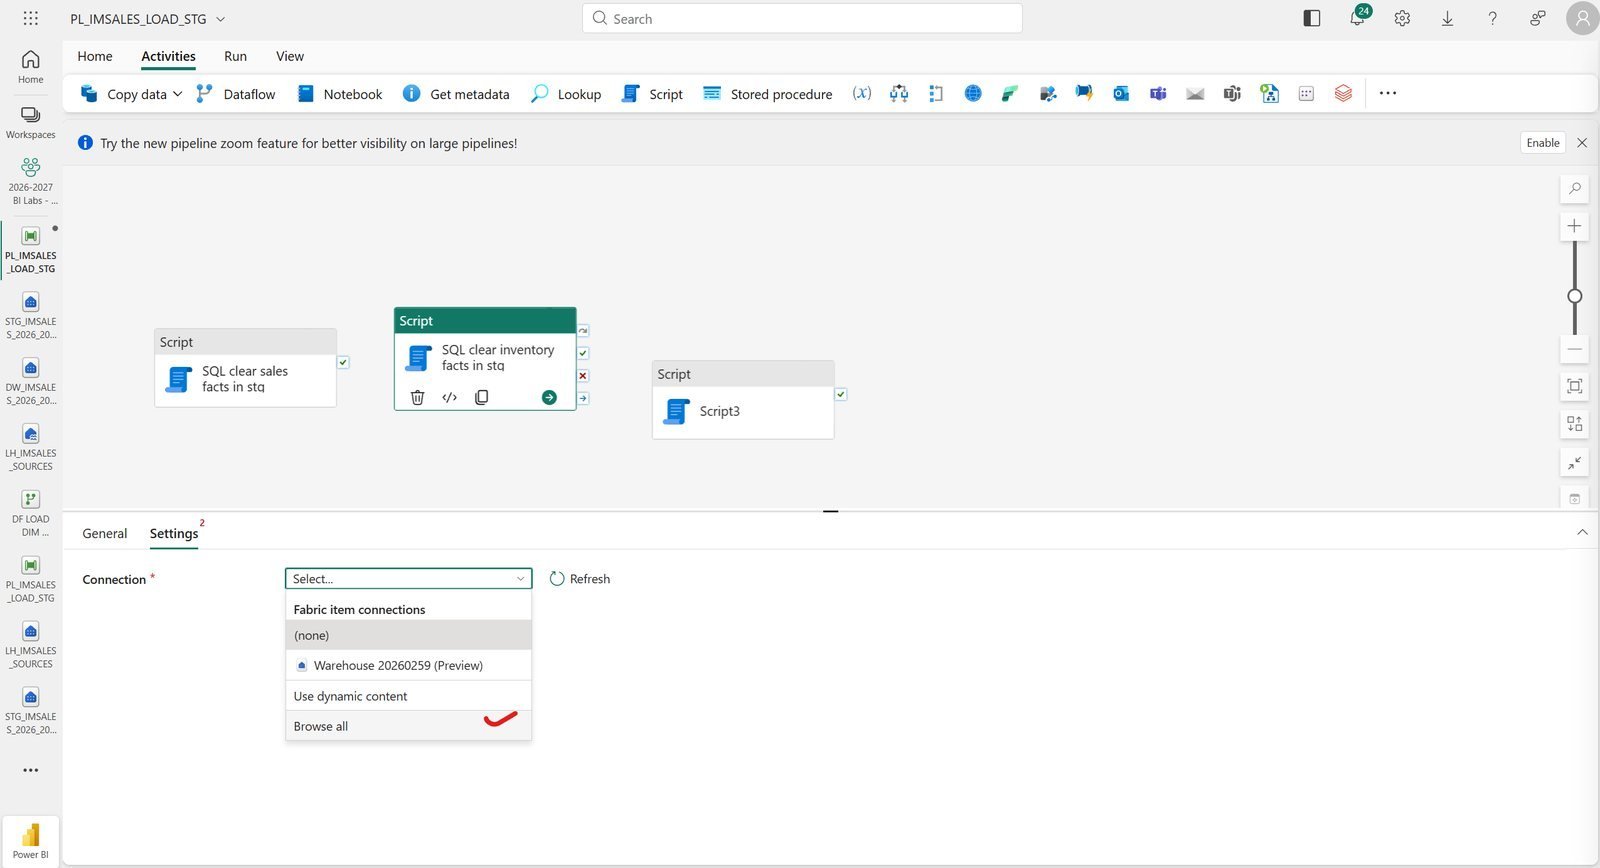 PL_IMSALES_LOAD_STG
Search
24
Home
Activities
Run
View
Copy data
Dataflow
Notebook
Get metadata
Lookup
Script
Stored procedure
Try the new pipeline zoom feature for better visibility on large pipelines!
Enable
Home
Workspaces
2026-2027
BI Labs - ...
PL_IMSALES
_LOAD_STG
STG_IMSALE
S_2026_20...
DW_IMSALE
S_2026_20...
LH_IMSALES
_SOURCES
DF LOAD
DIM ...
PL_IMSALES
_LOAD_STG
LH_IMSALES
_SOURCES
STG_IMSALE
S_2026_20...
Power BI
Script
SQL clear sales
facts in stg
Script
SQL clear inventory
facts in stg
Script
Script3
General
Settings
2
Connection *
Select...
Refresh
Fabric item connections
(none)
Warehouse 20260259 (Preview)
Use dynamic content
Browse all